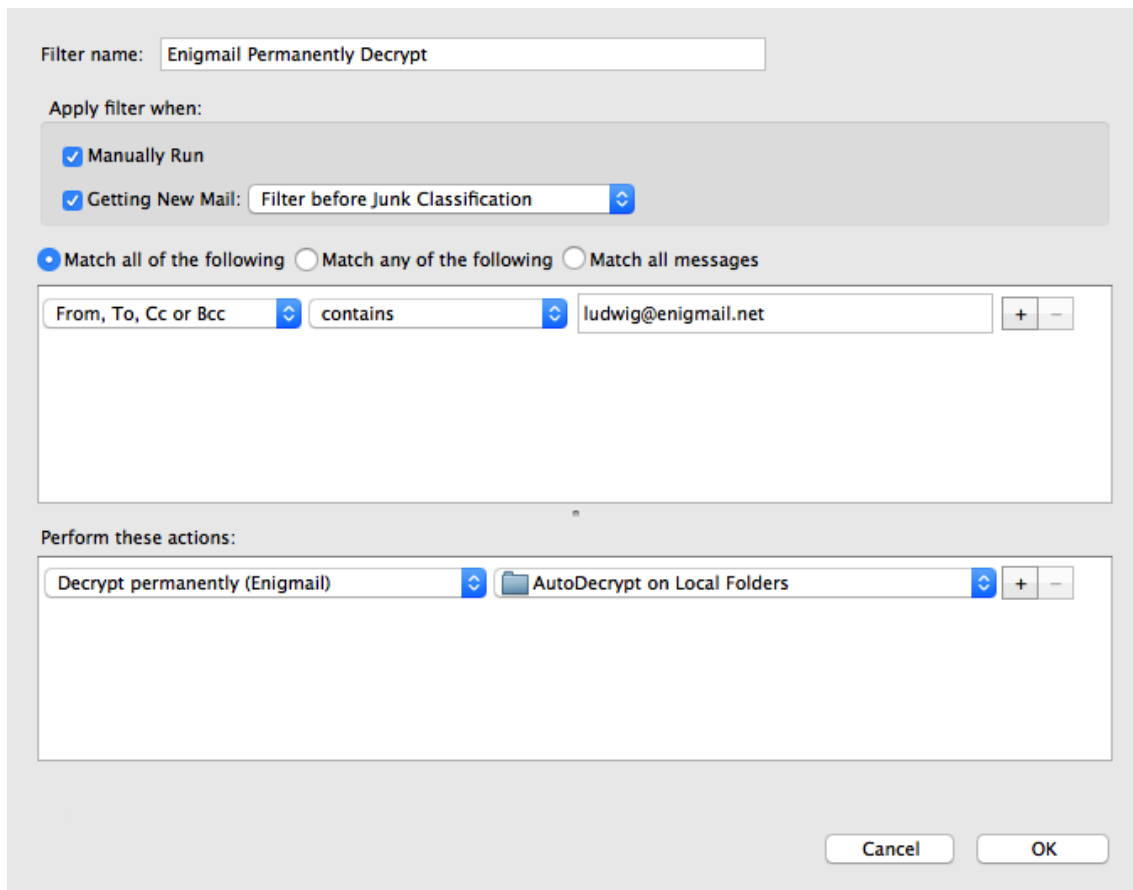 Filter name: Enigmail Permanently Decrypt
Apply filter when:
Manually Run
Getting New Mail: Filter before Junk Classification
Match all of the following Match any of the following Match all messages
From, To, Cc or Bcc contains ludwig@enigmail.net + −
Perform these actions:
Decrypt permanently (Enigmail) AutoDecrypt on Local Folders + −
Cancel OK